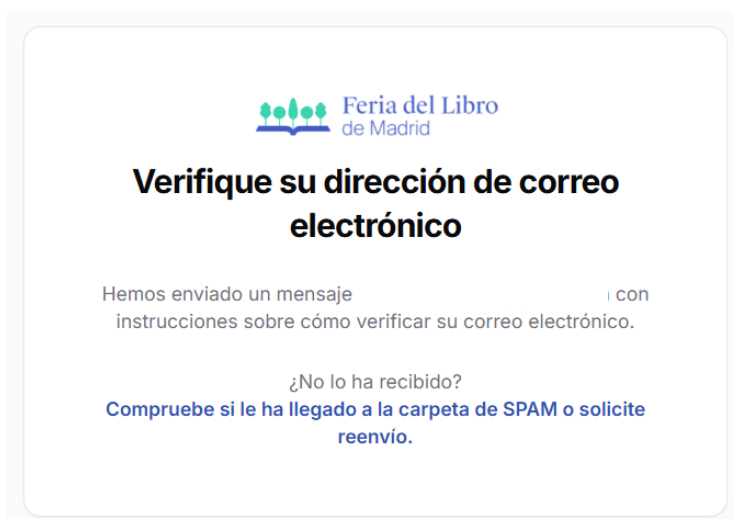 Feria del Libro
de Madrid
Verifique su dirección de correo
electrónico
Hemos enviado un mensaje con
instrucciones sobre cómo verificar su correo electrónico.
¿No lo ha recibido?
Compruebe si le ha llegado a la carpeta de SPAM o solicite
reenvío.